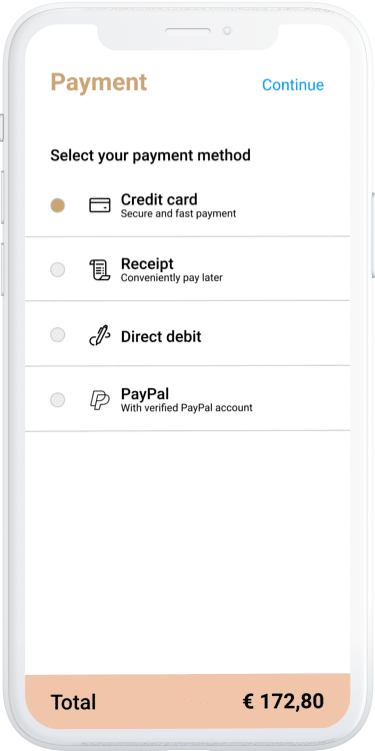 Payment
Continue
Select your payment method
Credit card
Secure and fast payment
Receipt
Conveniently pay later
Direct debit
PayPal
With verified PayPal account
Total
€ 172,80